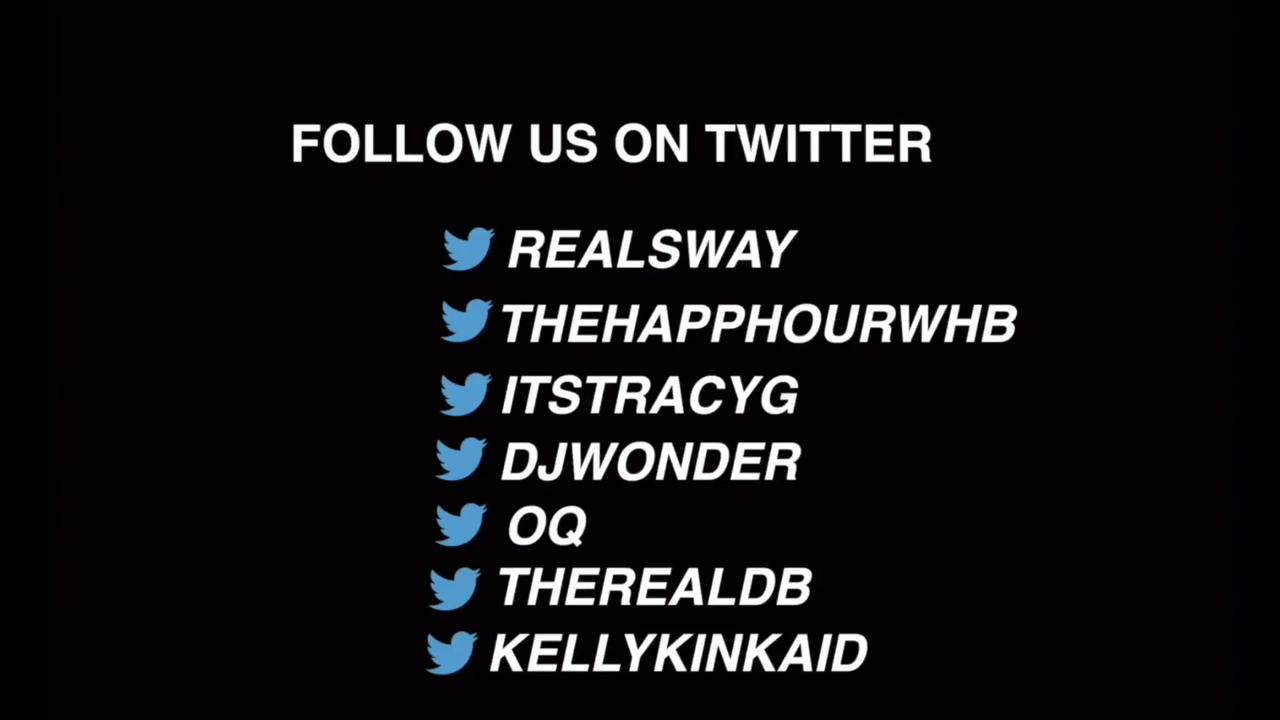 FOLLOW US ON TWITTER
REALSWAY
THEHAPPHOURWHB
ITSTRACYG
DJWONDER
OQ
THEREALDB
KELLYKINKAID